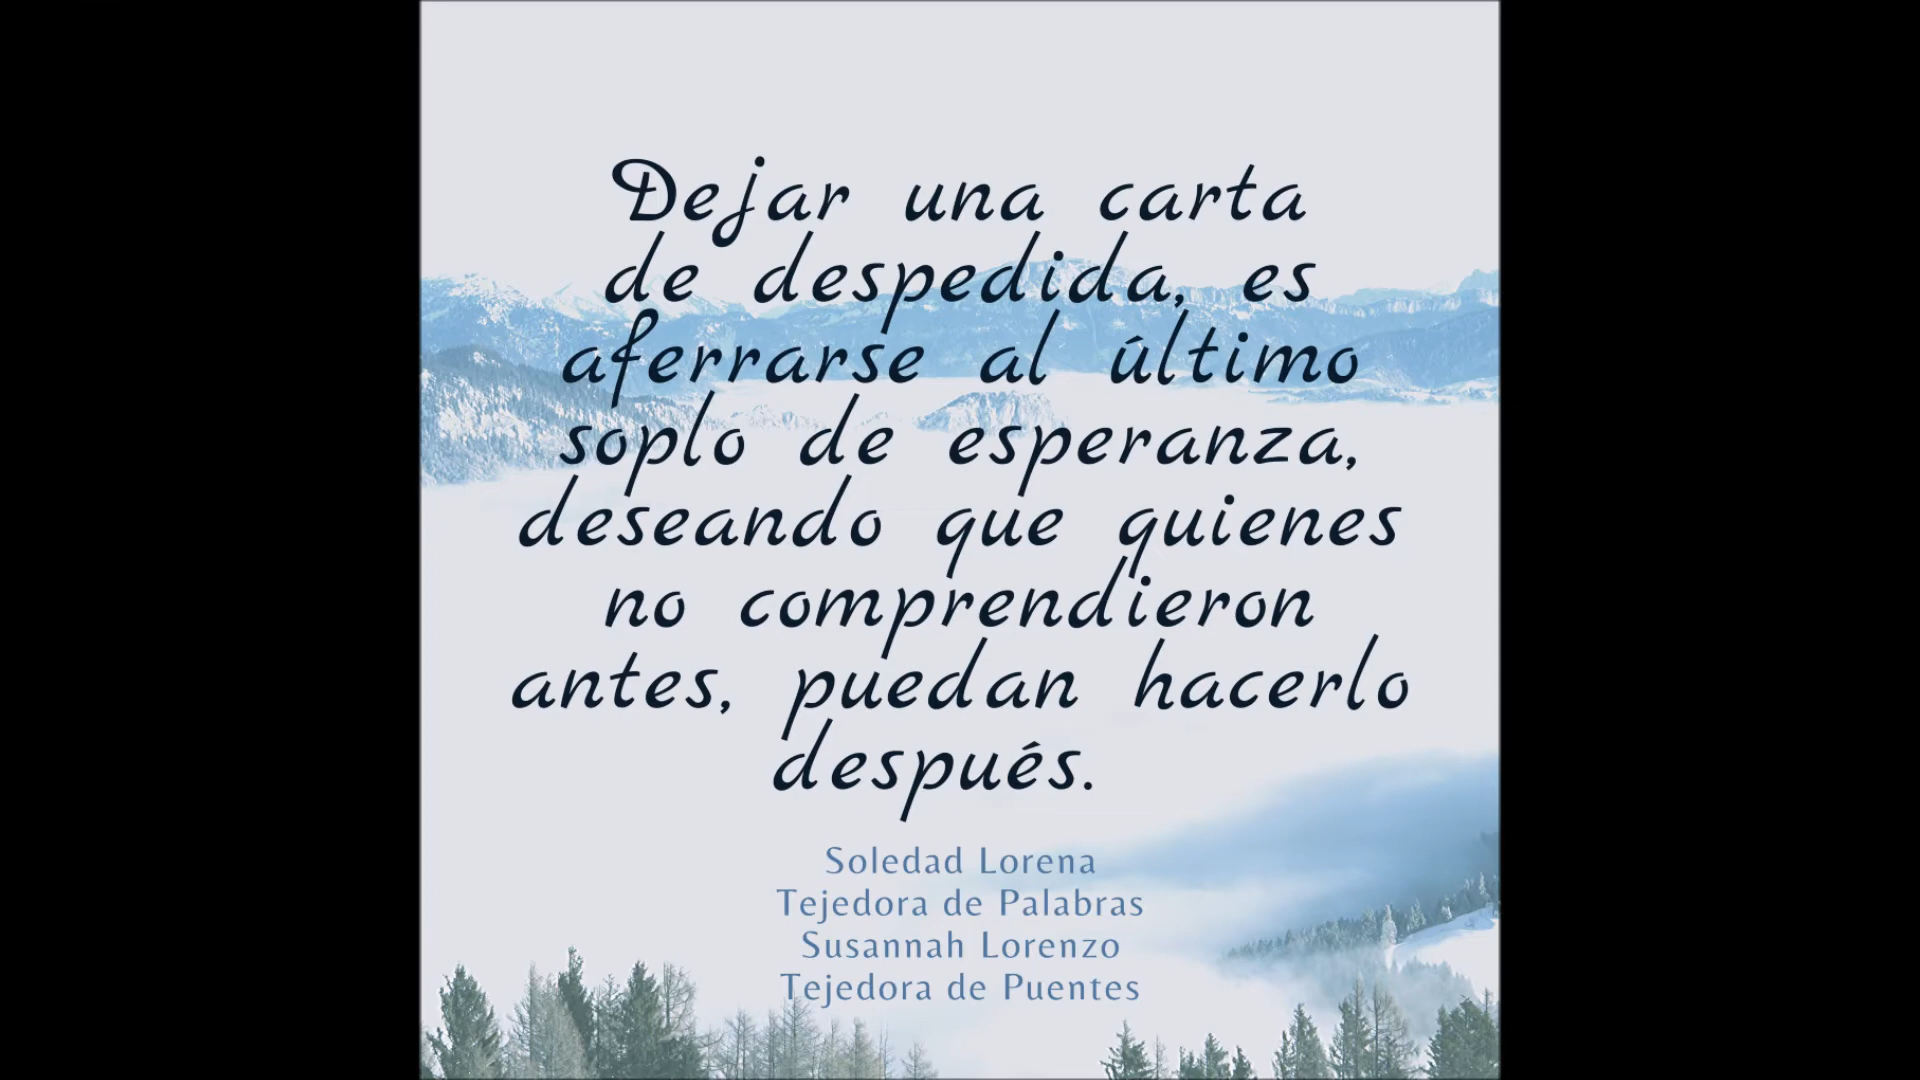 Dejar una carta
de despedida, es
aferrarse al último
soplo de esperanza,
deseando que quienes
no comprendieron
antes, puedan hacerlo
después.
Soledad Lorena
Tejedora de Palabras
Susannah Lorenzo
Tejedora de Puentes